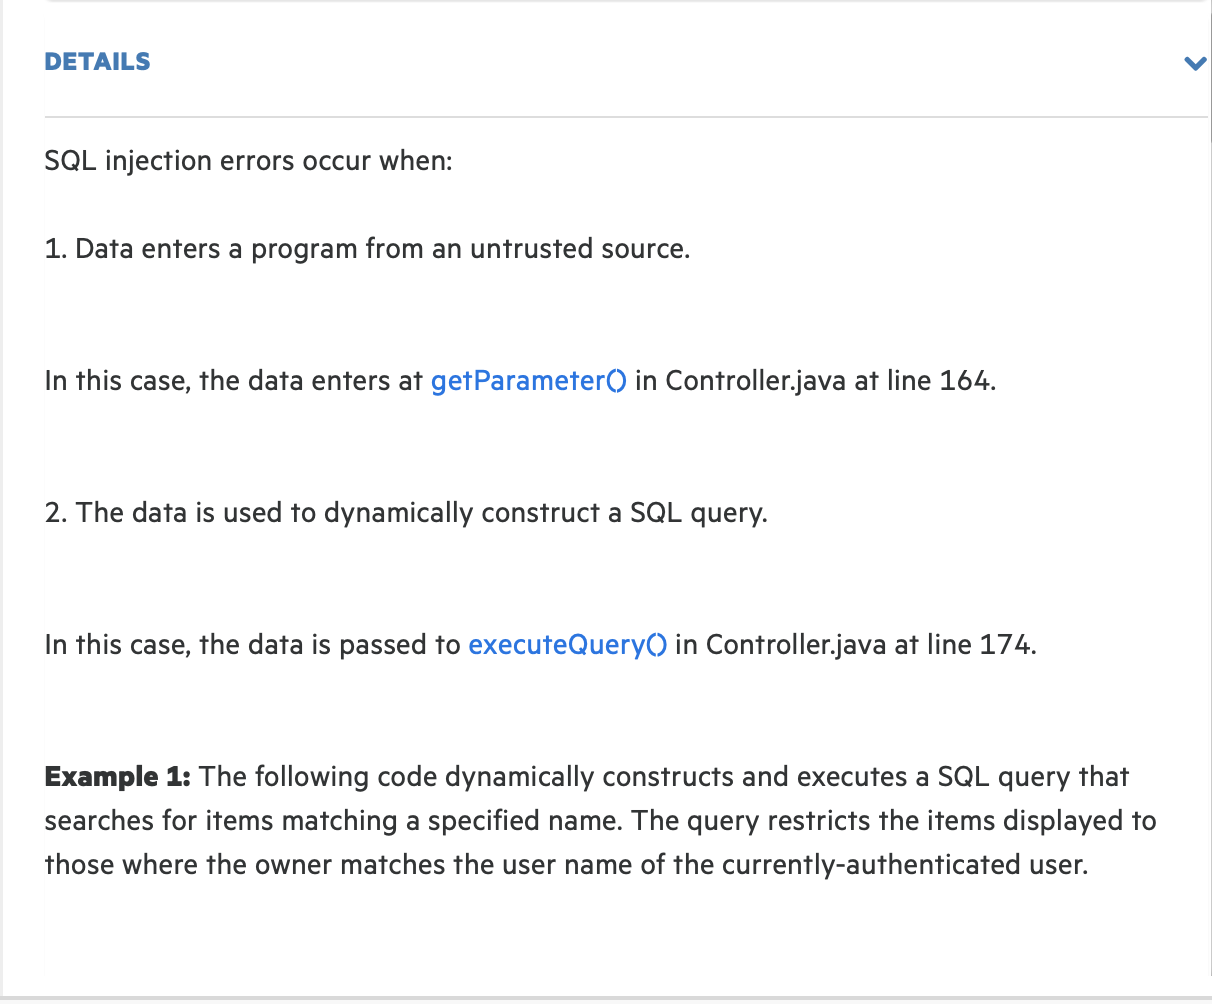 DETAILS
SQL injection errors occur when:
1. Data enters a program from an untrusted source.
In this case, the data enters at getParameter() in Controller.java at line 164.
2. The data is used to dynamically construct a SQL query.
In this case, the data is passed to executeQuery() in Controller.java at line 174.
Example 1: The following code dynamically constructs and executes a SQL query that
searches for items matching a specified name. The query restricts the items displayed to
those where the owner matches the user name of the currently-authenticated user.